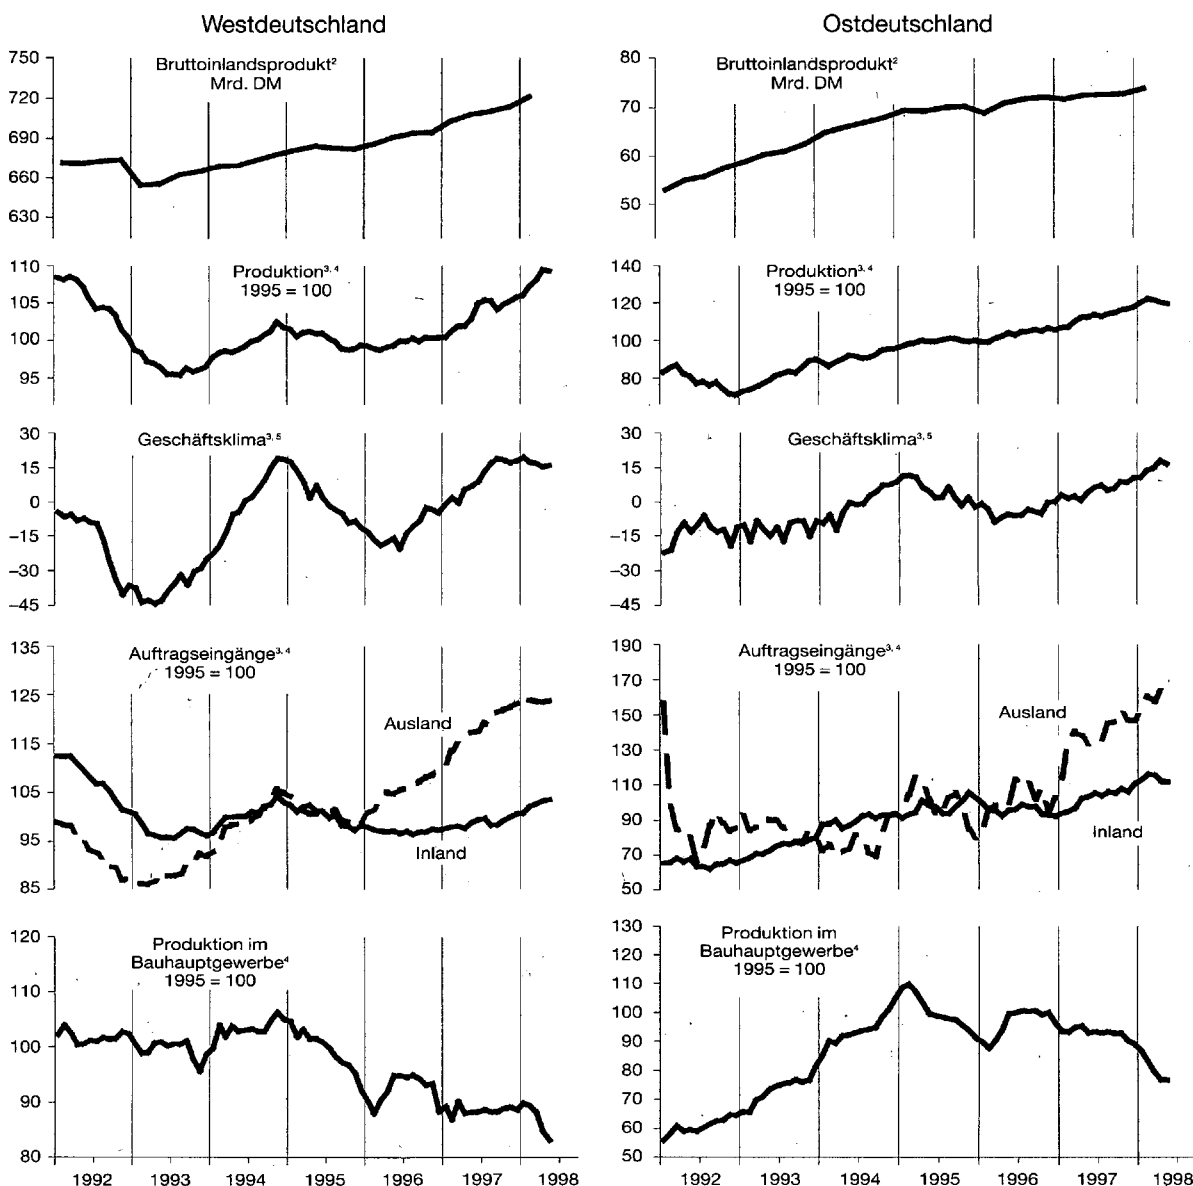 Westdeutschland
Bruttoinlandsprodukt²
Mrd. DM
750
720
690
660
630
Produktion³,⁴
1995 = 100
110
105
100
95
Geschäftsklima³,⁵
30
15
0
−15
−30
−45
Auftragseingänge³,⁴
1995 = 100
135
125
115
105
95
85
Ausland
Inland
Produktion im
Bauhauptgewerbe⁴
1995 = 100
120
110
100
90
80
1992 1993 1994 1995 1996 1997 1998
Ostdeutschland
Bruttoinlandsprodukt²
Mrd. DM
80
70
60
50
Produktion³,⁴
1995 = 100
140
120
100
80
Geschäftsklima³,⁵
30
15
0
−15
−30
−45
Auftragseingänge³,⁴
1995 = 100
190
170
150
130
110
90
70
50
Ausland
Inland
Produktion im
Bauhauptgewerbe⁴
1995 = 100
130
120
110
100
90
80
70
60
50
1992 1993 1994 1995 1996 1997 1998